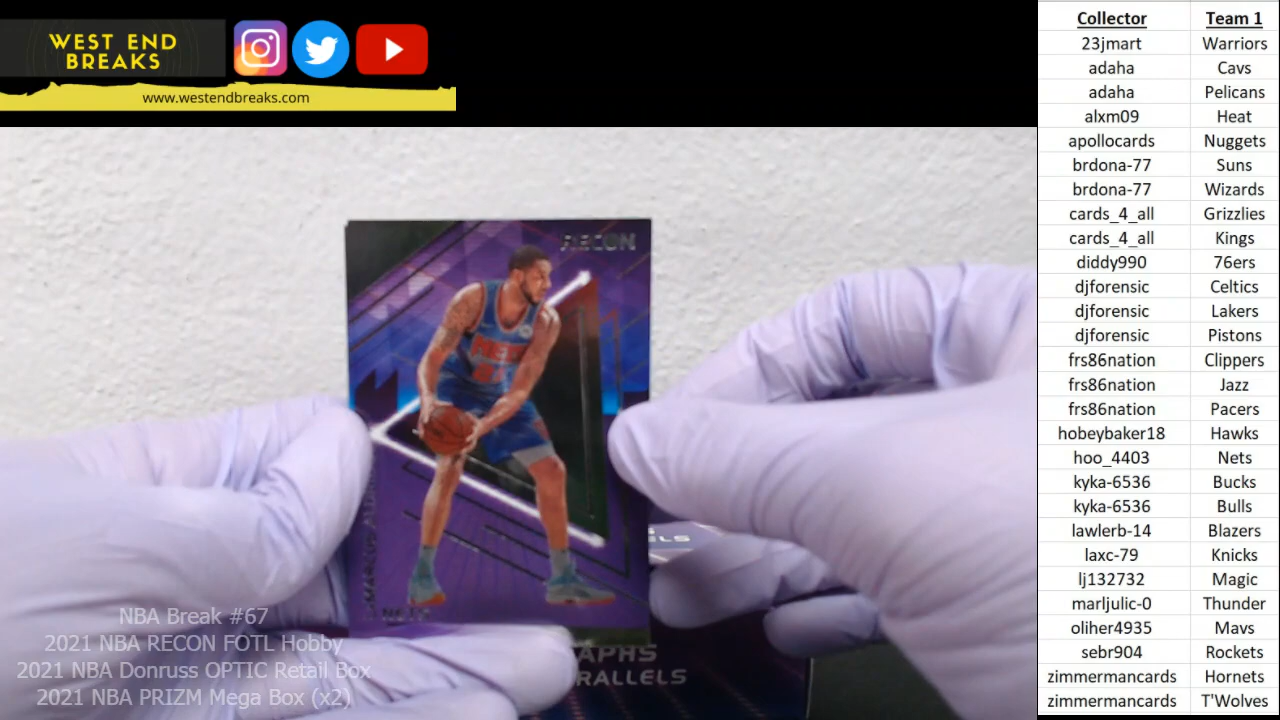 WEST END
BREAKS
www.westendbreaks.com
RECON
NETS
APHS
RALLELS
NBA Break #67
2021 NBA RECON FOTL Hobby
2021 NBA Donruss OPTIC Retail Box
2021 NBA PRIZM Mega Box (x2)
Collector Team 1
23jmart Warriors
adaha Cavs
adaha Pelicans
alxm09 Heat
apollocards Nuggets
brdona-77 Suns
brdona-77 Wizards
cards_4_all Grizzlies
cards_4_all Kings
diddy990 76ers
djforensic Celtics
djforensic Lakers
djforensic Pistons
frs86nation Clippers
frs86nation Jazz
frs86nation Pacers
hobeybaker18 Hawks
hoo_4403 Nets
kyka-6536 Bucks
kyka-6536 Bulls
lawlerb-14 Blazers
laxc-79 Knicks
lj132732 Magic
marljulic-0 Thunder
oliher4935 Mavs
sebr904 Rockets
zimmermancards Hornets
zimmermancards T'Wolves